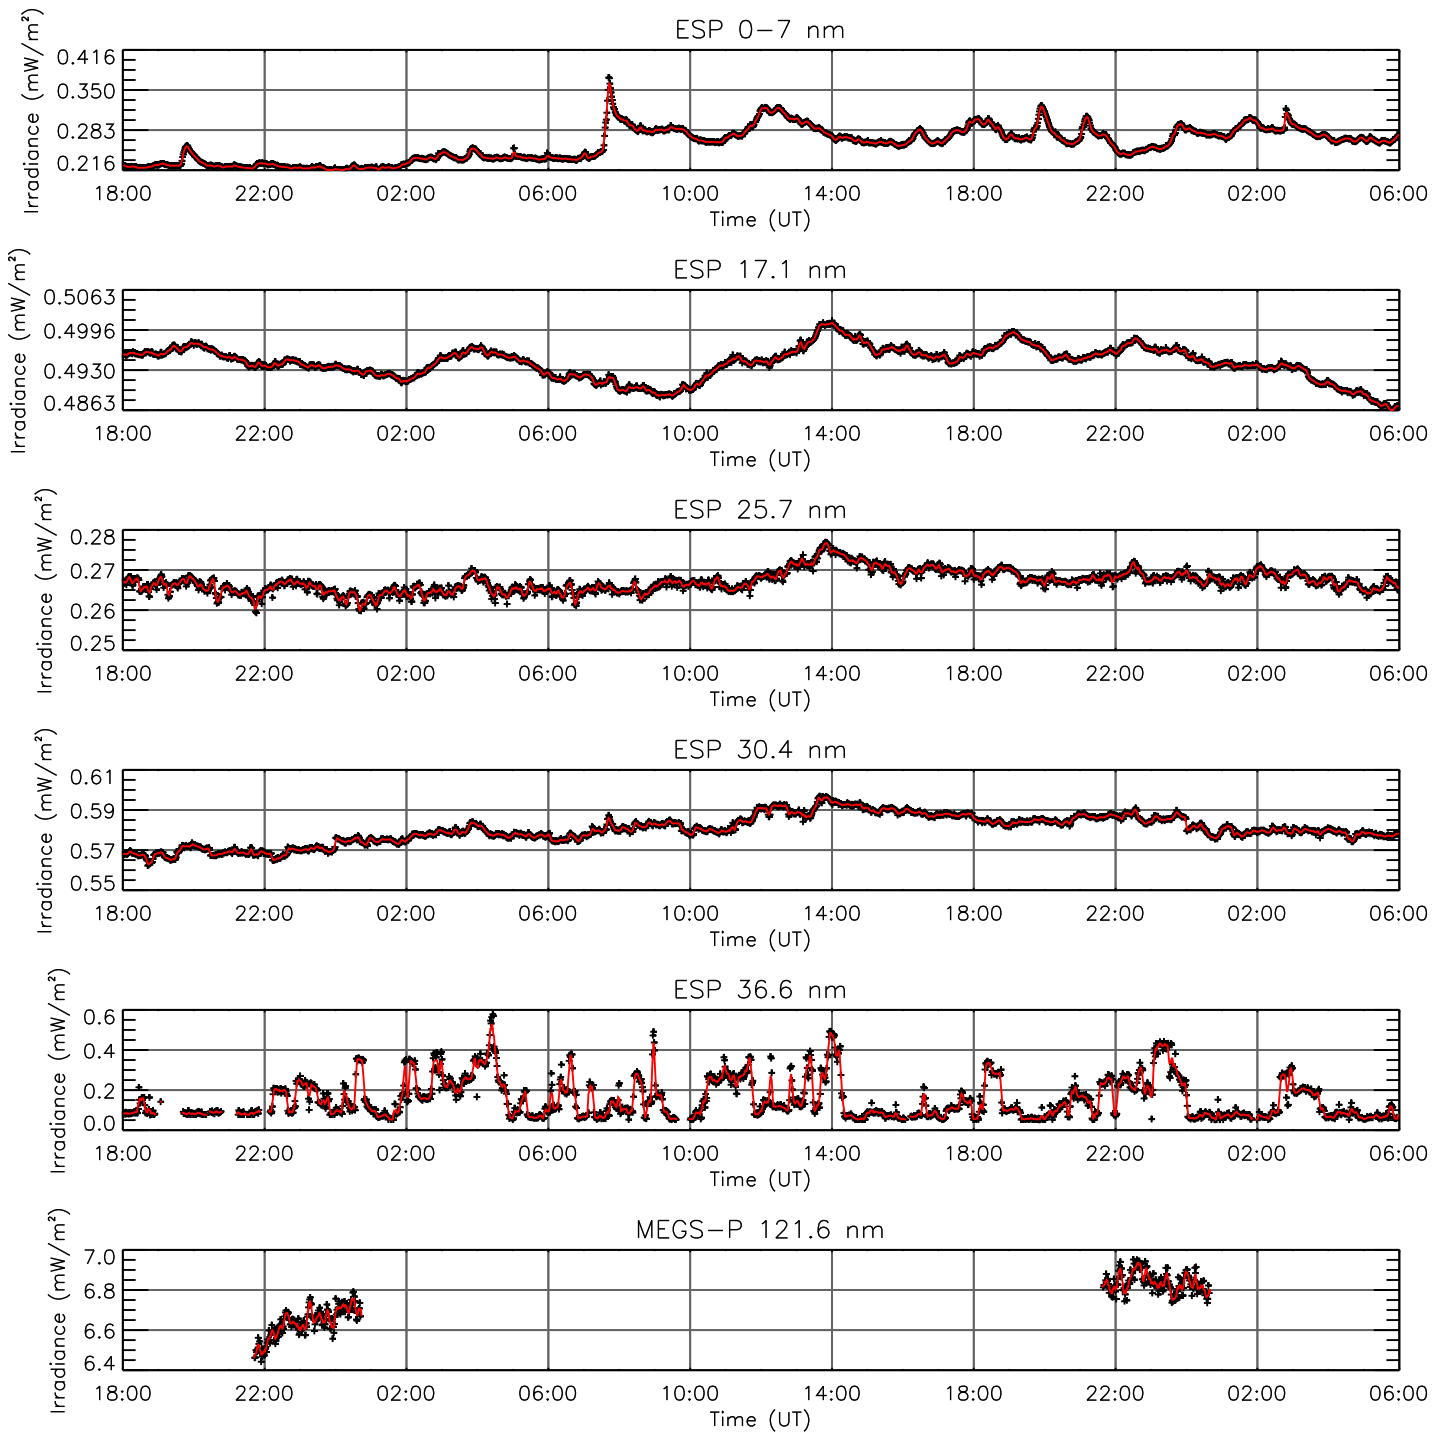 ESP 0−7 nm
Irradiance (mW/m²)
0.416
0.350
0.283
0.216
18:00 22:00 02:00 06:00 10:00 14:00 18:00 22:00 02:00 06:00
Time (UT)
ESP 17.1 nm
Irradiance (mW/m²)
0.5063
0.4996
0.4930
0.4863
18:00 22:00 02:00 06:00 10:00 14:00 18:00 22:00 02:00 06:00
Time (UT)
ESP 25.7 nm
Irradiance (mW/m²)
0.28
0.27
0.26
0.25
18:00 22:00 02:00 06:00 10:00 14:00 18:00 22:00 02:00 06:00
Time (UT)
ESP 30.4 nm
Irradiance (mW/m²)
0.61
0.59
0.57
0.55
18:00 22:00 02:00 06:00 10:00 14:00 18:00 22:00 02:00 06:00
Time (UT)
ESP 36.6 nm
Irradiance (mW/m²)
0.6
0.4
0.2
0.0
18:00 22:00 02:00 06:00 10:00 14:00 18:00 22:00 02:00 06:00
Time (UT)
MEGS−P 121.6 nm
Irradiance (mW/m²)
7.0
6.8
6.6
6.4
18:00 22:00 02:00 06:00 10:00 14:00 18:00 22:00 02:00 06:00
Time (UT)